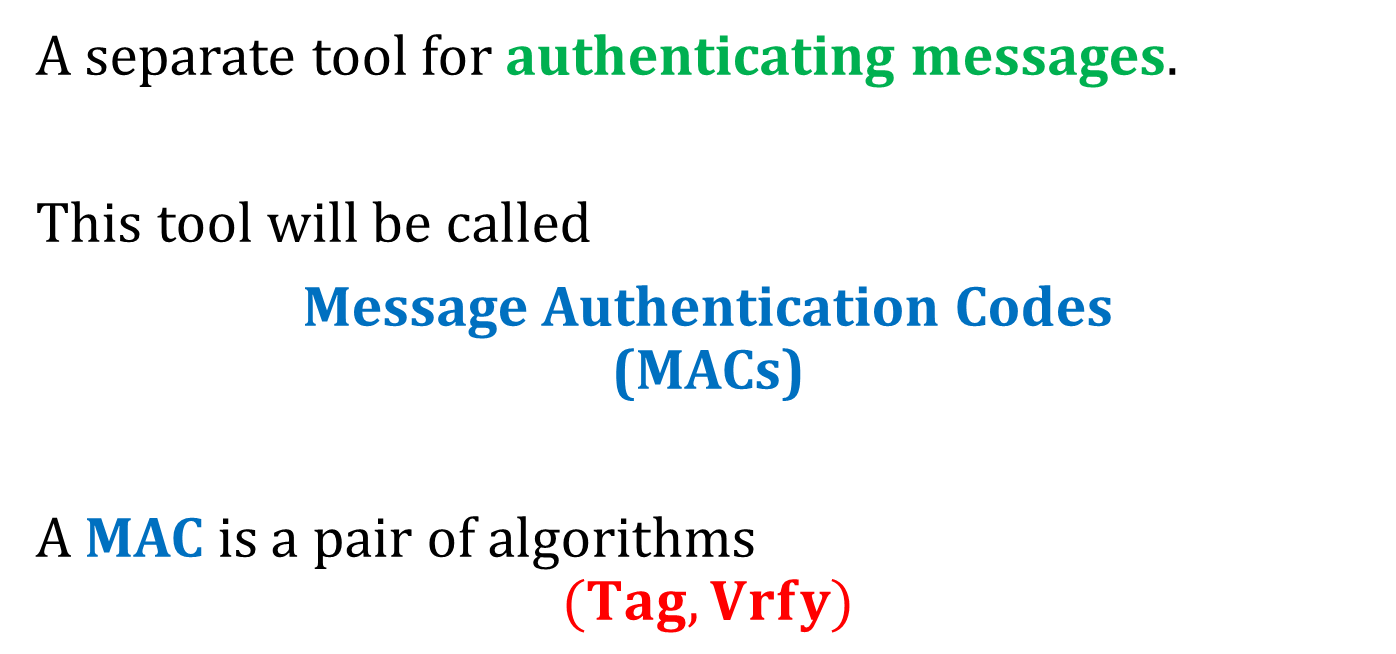 A separate tool for authenticating messages.
This tool will be called
Message Authentication Codes
(MACs)
A MAC is a pair of algorithms
(Tag, Vrfy)